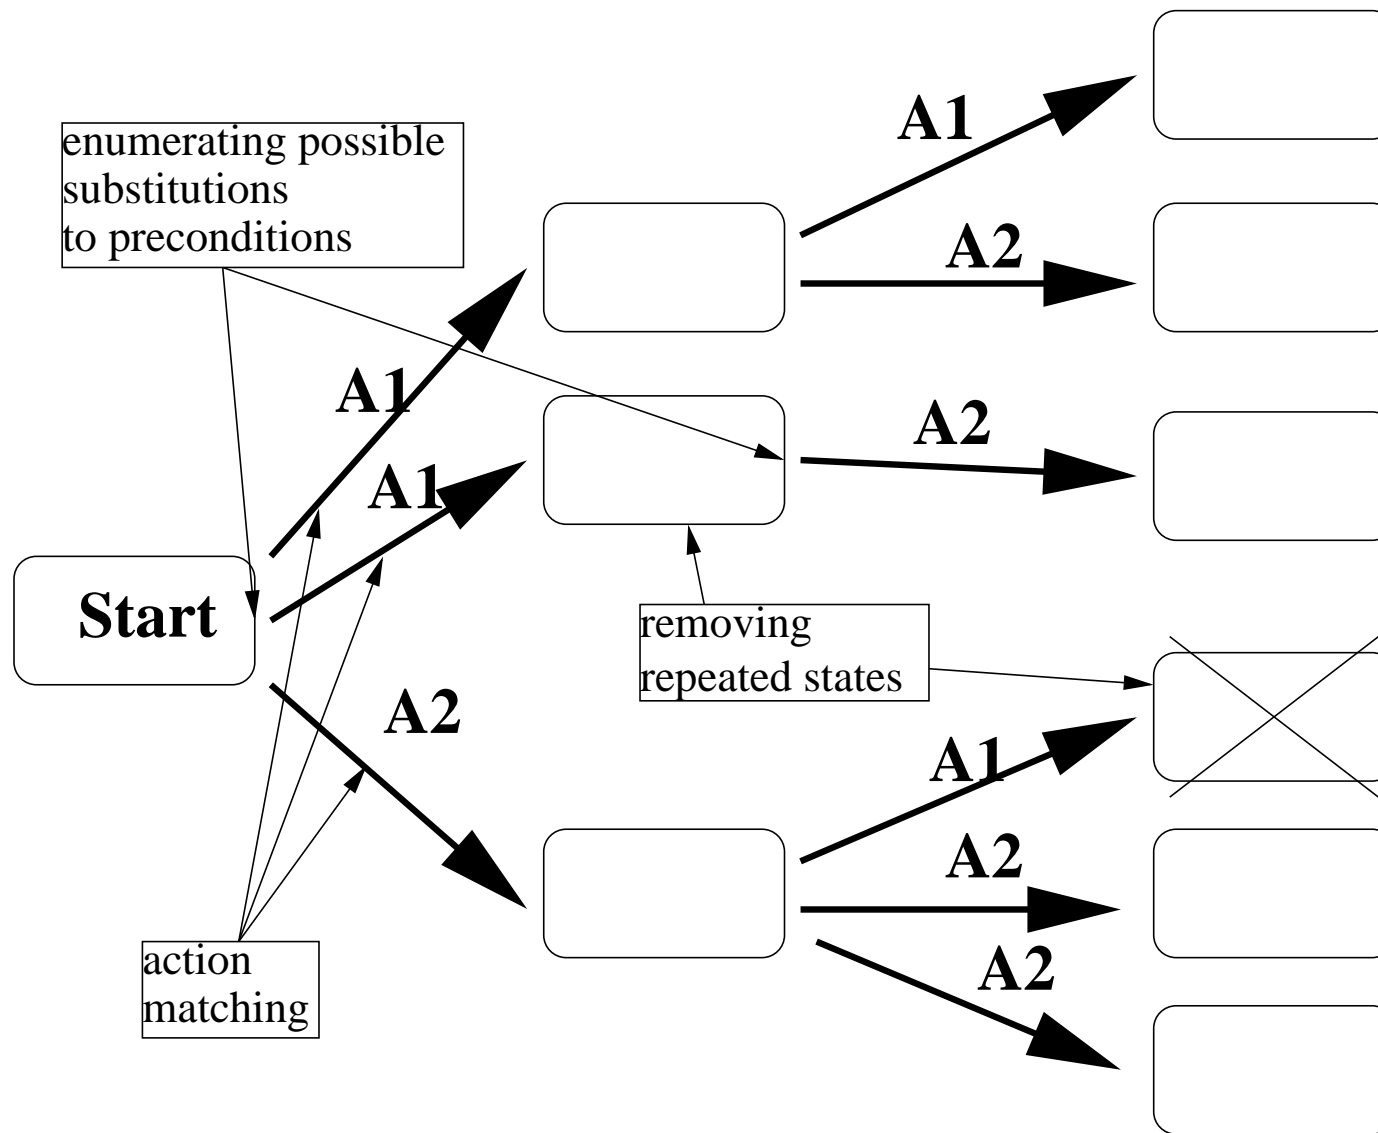 A1
enumerating possible
substitutions
to preconditions
A2
A1
A2
A1
Start
removing
repeated states
A2
A1
A2
action
matching
A2